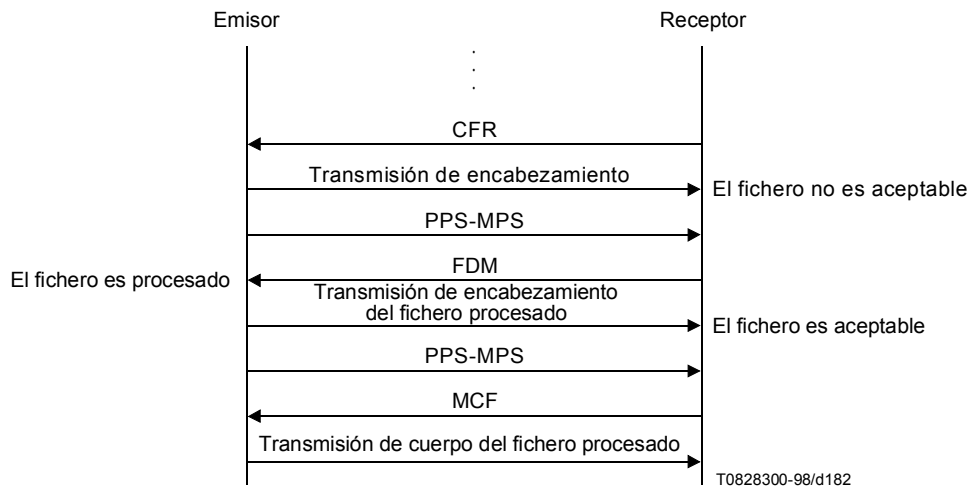 Emisor
Receptor
CFR
Transmisión de encabezamiento
El fichero no es aceptable
PPS-MPS
FDM
El fichero es procesado
Transmisión de encabezamiento
del fichero procesado
El fichero es aceptable
PPS-MPS
MCF
Transmisión de cuerpo del fichero procesado
T0828300-98/d182